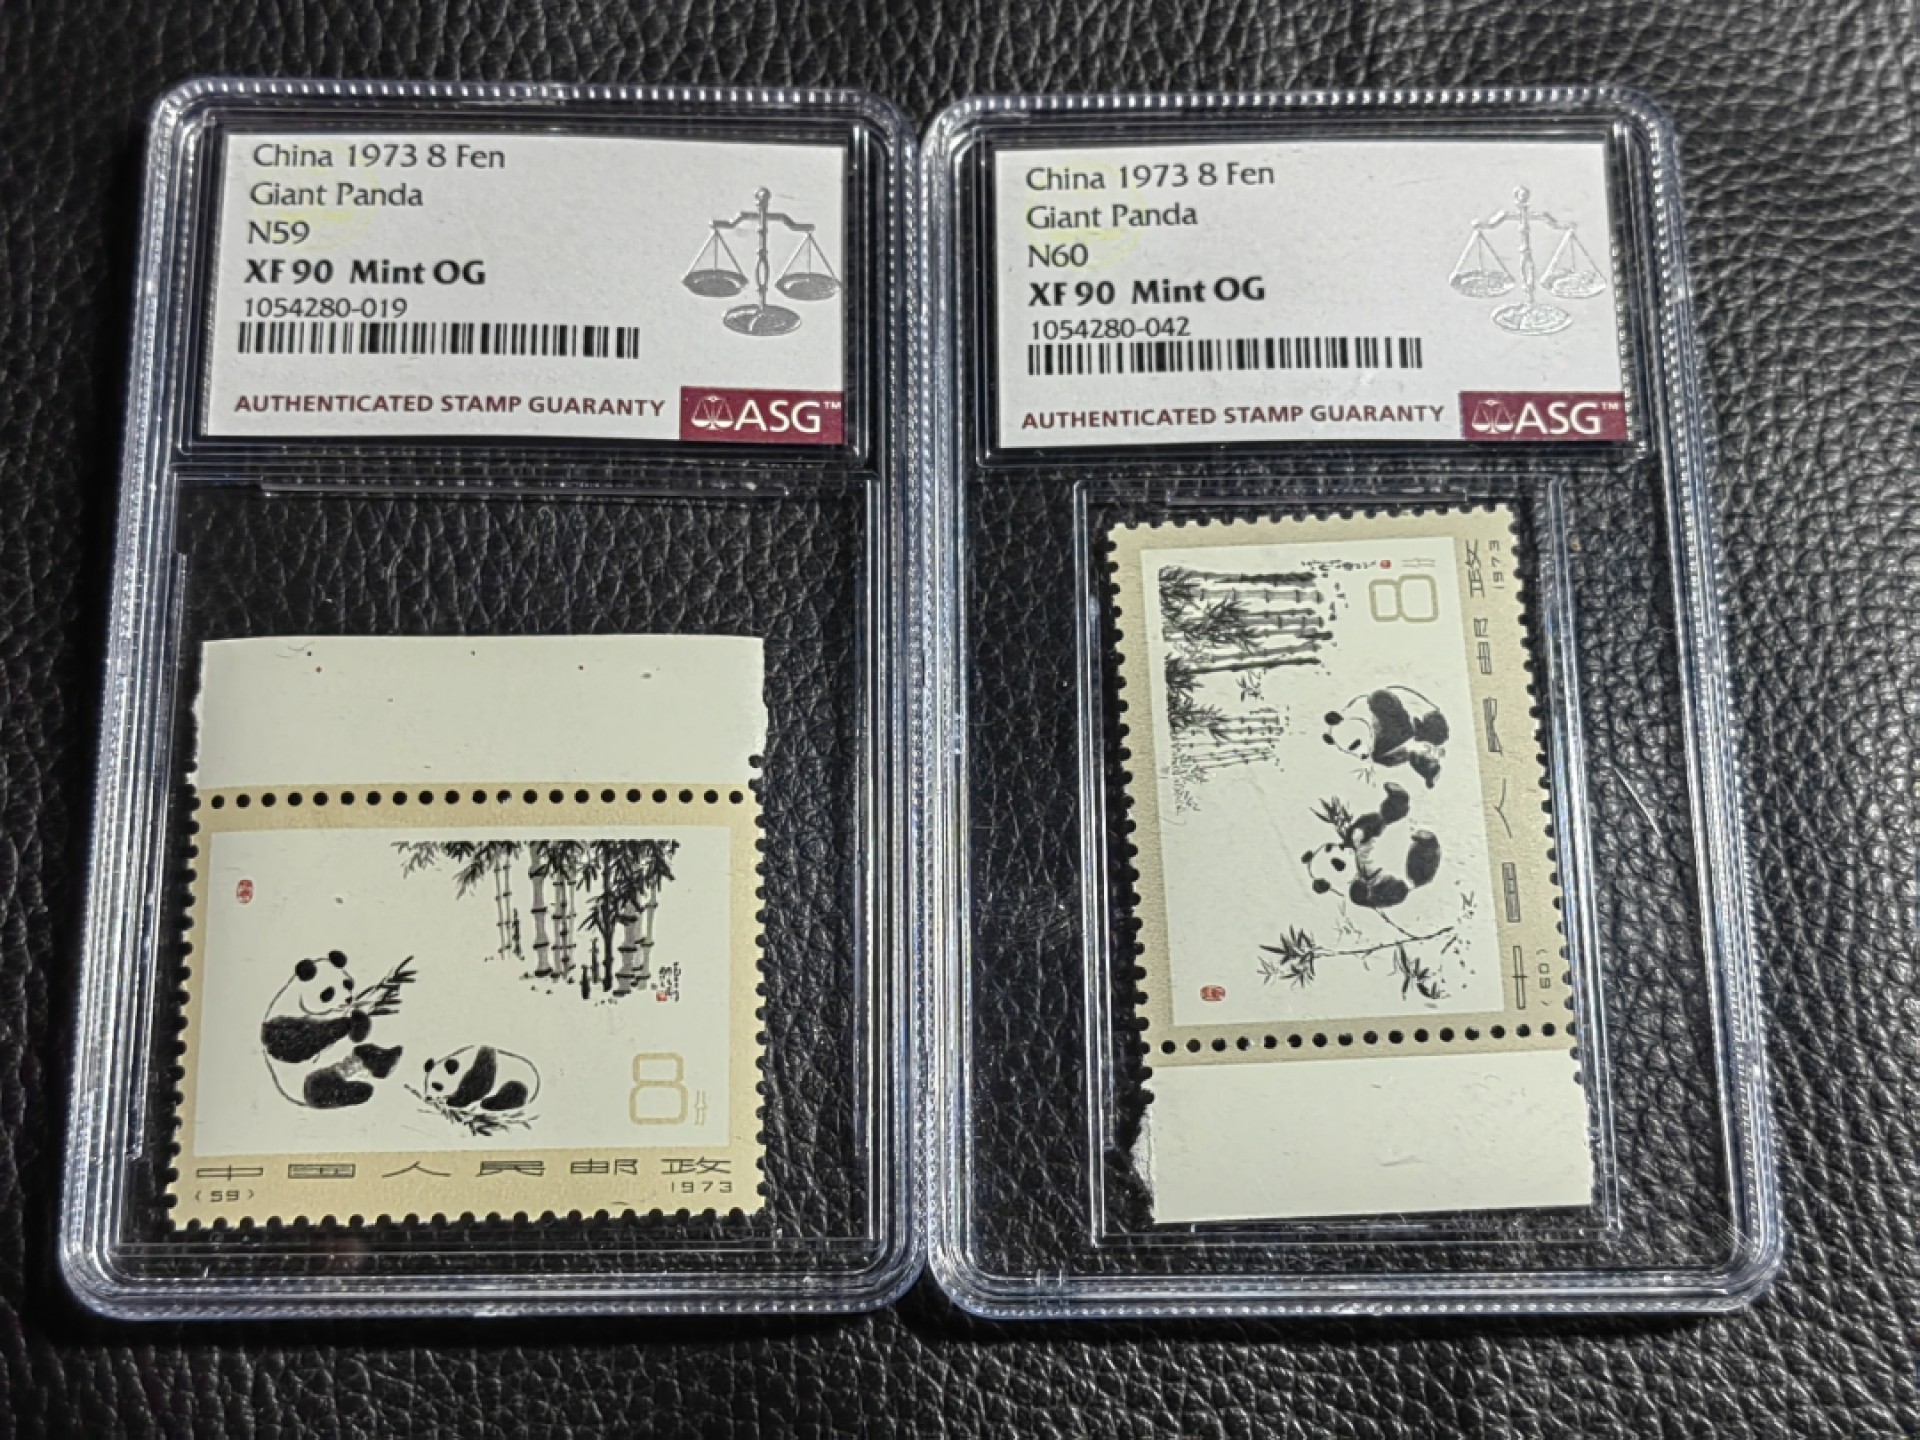 China 1973 8 Fen
Giant Panda
N59
XF 90 Mint OG
1054280-019
AUTHENTICATED STAMP GUARANTY
ASG™
8分
中国人民邮政
(59)
1973
China 1973 8 Fen
Giant Panda
N60
XF 90 Mint OG
1054280-042
AUTHENTICATED STAMP GUARANTY
ASG™
8分
中国人民邮政
(60)
1973